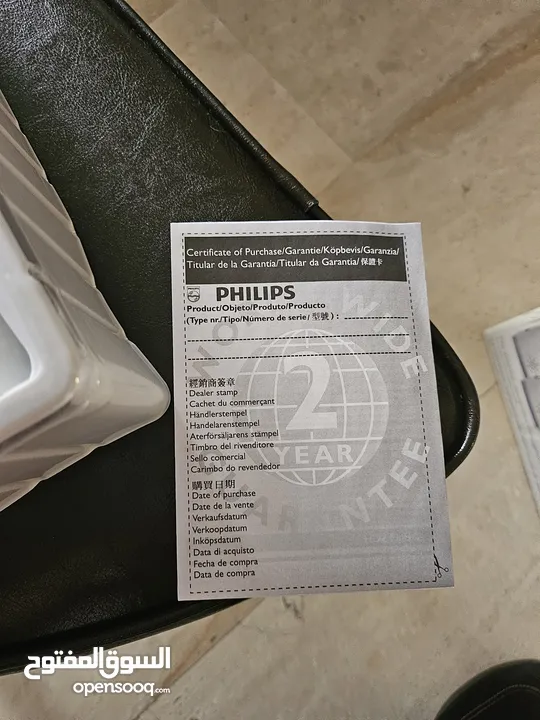 Certificate of Purchase/Garantie/Köpbevis/Garanzia/
Titular de la Garantía/Titular da Garantia/ 保證卡
PHILIPS
Product/Objeto/Produto/Producto
(Type nr./Tipo/Número de serie/ 型號 ) :
WORLDWIDE
2
YEAR
GUARANTEE
經銷商簽章
Dealer stamp
Cachet du commerçant
Händlerstempel
Handelarenstempel
Aterförsäljarens stämpel
Timbro del rivenditore
Sello comercial
Carimbo do revendedor
購買日期
Date of purchase
Date de la vente
Verkaufsdatum
Verkoopdatum
Inköpsdatum
Data di acquisto
Fecha de compra
Data de compra
السوق المفتوح
opensooq.com